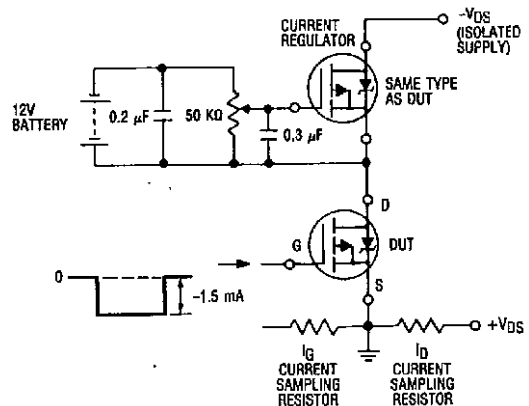 CURRENT
REGULATOR
-VDS
(ISOLATED
SUPPLY)
SAME TYPE
AS DUT
12V
BATTERY
0.2 μF
50 KΩ
0.3 μF
D
G
DUT
S
0
-1.5 mA
IG
CURRENT
SAMPLING
RESISTOR
ID
CURRENT
SAMPLING
RESISTOR
+VDS